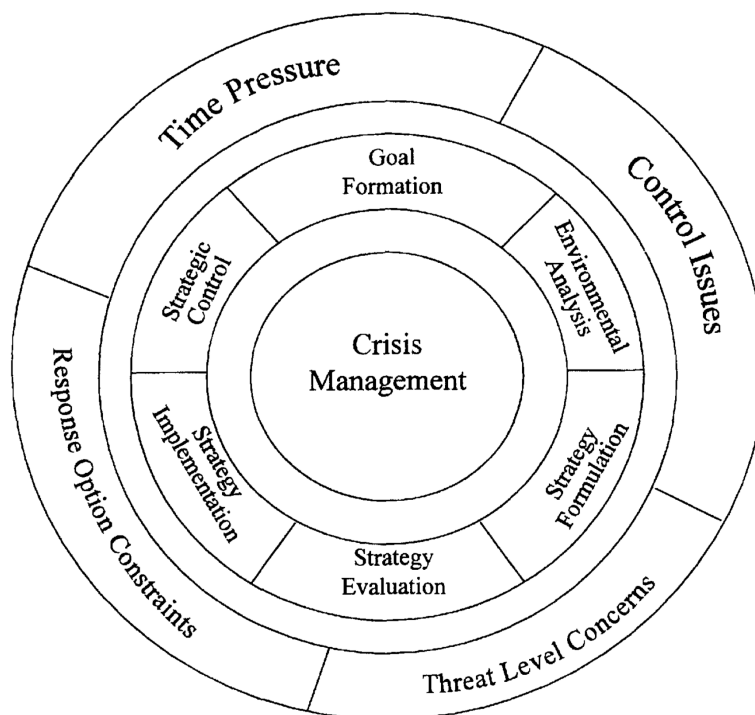 Time Pressure
Control Issues
Threat Level Concerns
Response Option Constraints
Goal
Formation
Environmental
Analysis
Strategy
Formulation
Strategy
Evaluation
Strategy
Implementation
Strategic
Control
Crisis
Management